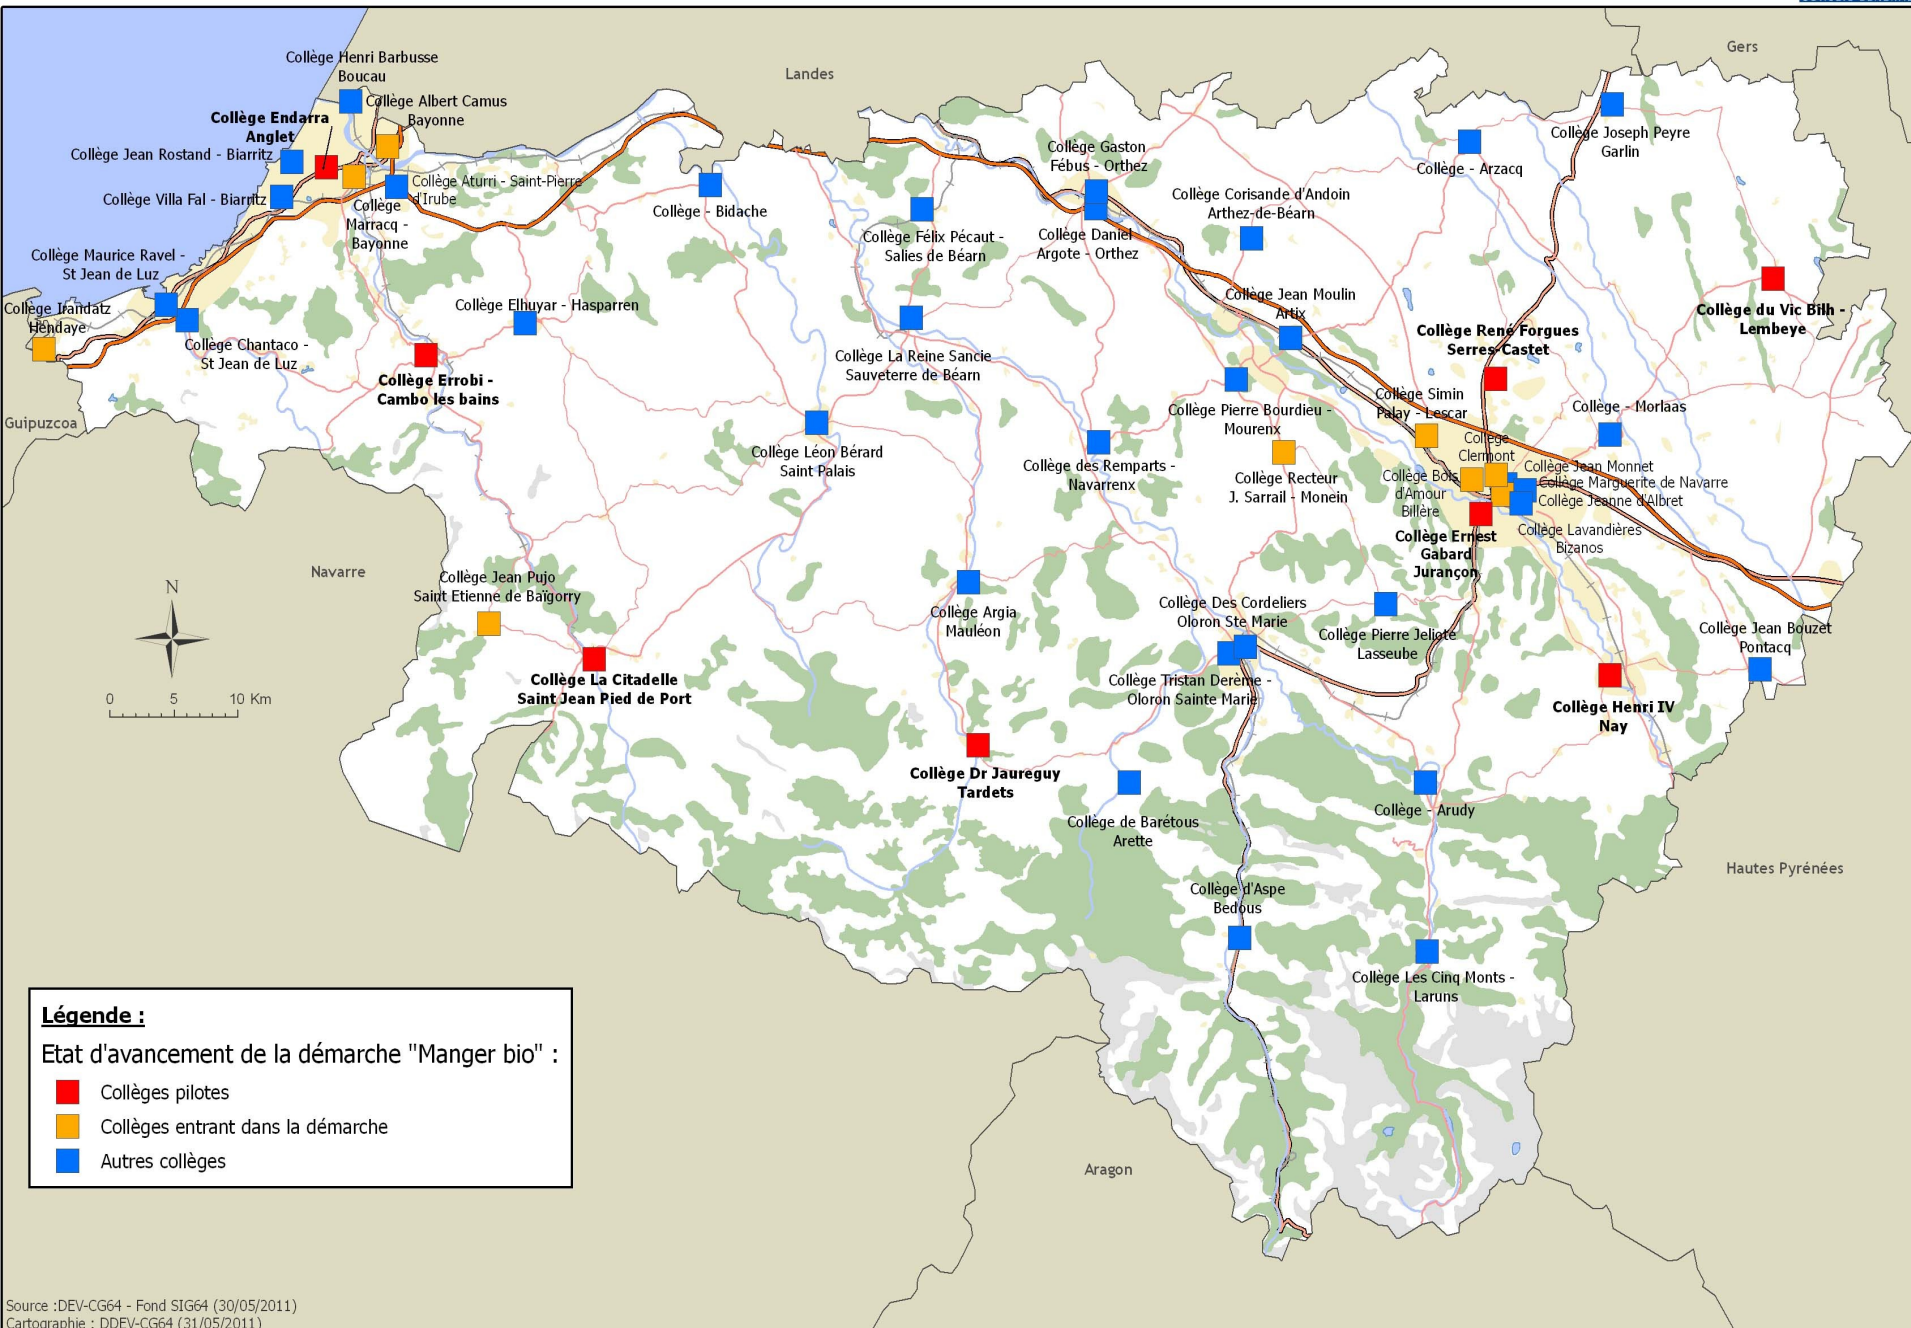 Gers
Landes
Collège Henri Barbusse
Boucau
Collège Albert Camus
Bayonne
Collège Endarra
Anglet
Collège Jean Rostand - Biarritz
Collège Villa Fal - Biarritz
Collège Aturri - Saint-Pierre
d'Irube
Collège
Marracq -
Bayonne
Collège Maurice Ravel -
St Jean de Luz
Collège Irandatz
Hendaye
Collège Chantaco -
St Jean de Luz
Collège Elhuyar - Hasparren
Collège Errobi -
Cambo les bains
Guipuzcoa
Collège - Bidache
Collège Félix Pécaut -
Salies de Béarn
Collège La Reine Sancie
Sauveterre de Béarn
Collège Léon Bérard
Saint Palais
Collège Gaston
Fébus - Orthez
Collège Daniel
Argote - Orthez
Collège Corisande d'Andoin
Arthez-de-Béarn
Collège Jean Moulin
Artix
Collège - Arzacq
Collège Joseph Peyre
Garlin
Collège du Vic Bilh -
Lembeye
Collège René Forgues
Serres-Castet
Collège Simin
Palay - Lescar
Collège - Morlaas
Collège Pierre Bourdieu -
Mourenx
Collège des Remparts -
Navarrenx
Collège Recteur
J. Sarrail - Monein
Collège
Clermont
Collège Bois
d'Amour
Billère
Collège Jean Monnet
Collège Marguerite de Navarre
Collège Jeanne d'Albret
Collège Lavandières
Bizanos
Collège Ernest
Gabard
Jurançon
Navarre
Collège Jean Pujo
Saint Etienne de Baïgorry
Collège La Citadelle
Saint Jean Pied de Port
Collège Argia
Mauléon
Collège Des Cordeliers
Oloron Ste Marie
Collège Tristan Derème -
Oloron Sainte Marie
Collège Pierre Jeliote
Lasseube
Collège Jean Bouzet
Pontacq
Collège Henri IV
Nay
Collège Dr Jaureguy
Tardets
Collège de Barétous
Arette
Collège - Arudy
Collège d'Aspe
Bedous
Collège Les Cinq Monts -
Laruns
Hautes Pyrénées
Aragon
N
0 5 10 Km
Légende :
Etat d'avancement de la démarche "Manger bio" :
Collèges pilotes
Collèges entrant dans la démarche
Autres collèges
Source :DEV-CG64 - Fond SIG64 (30/05/2011)
Cartographie : DDEV-CG64 (31/05/2011)